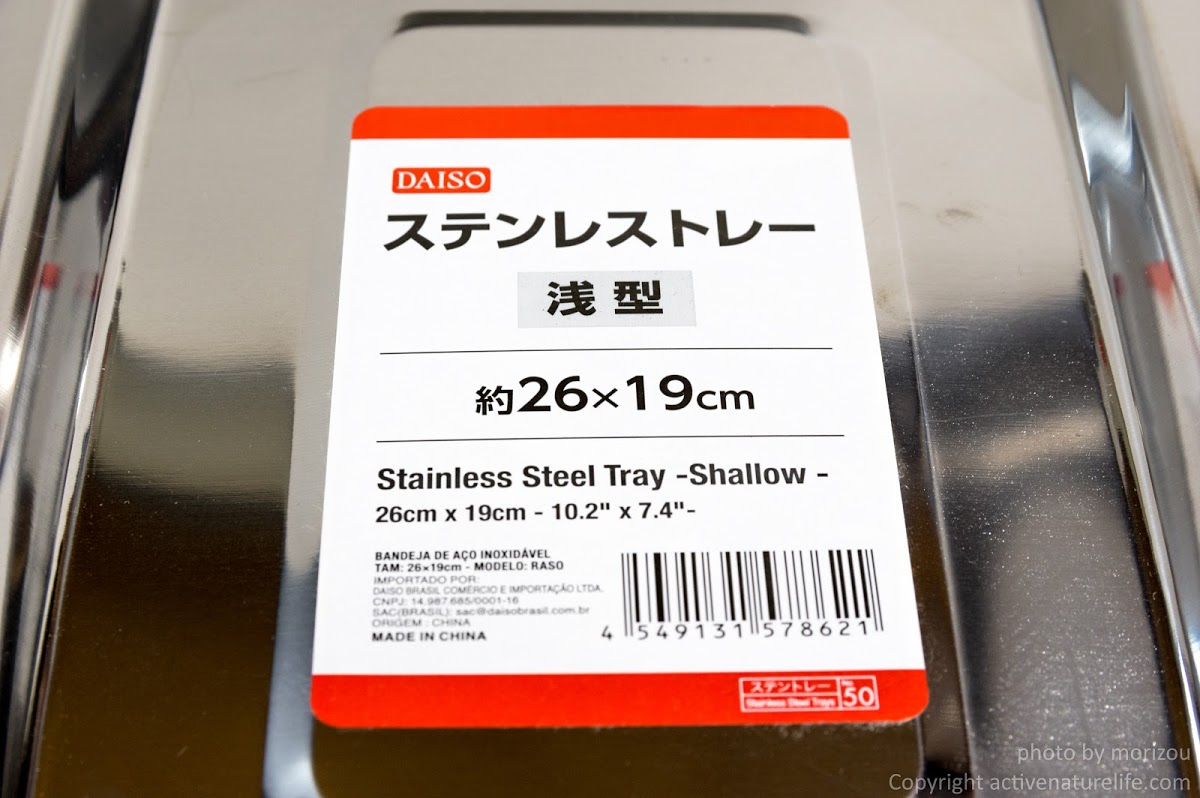 DAISO
ステンレストレー
浅型
約26×19cm
Stainless Steel Tray -Shallow -
26cm x 19cm - 10.2" x 7.4"-
BANDEJA DE AÇO INOXIDÁVEL
TAM: 26×19cm - MODELO: RASO
IMPORTADO POR:
DAISO BRASIL COMÉRCIO E IMPORTAÇÃO LTDA.
CNPJ: 14.987.685/0001-16
SAC(BRASIL): sac@daisobrasil.com.br
ORIGEM : CHINA
MADE IN CHINA
4 549131 578621
ステントレー
Stainless Steel Trays
No. 50
photo by morizou
Copyright-activenaturelife.com